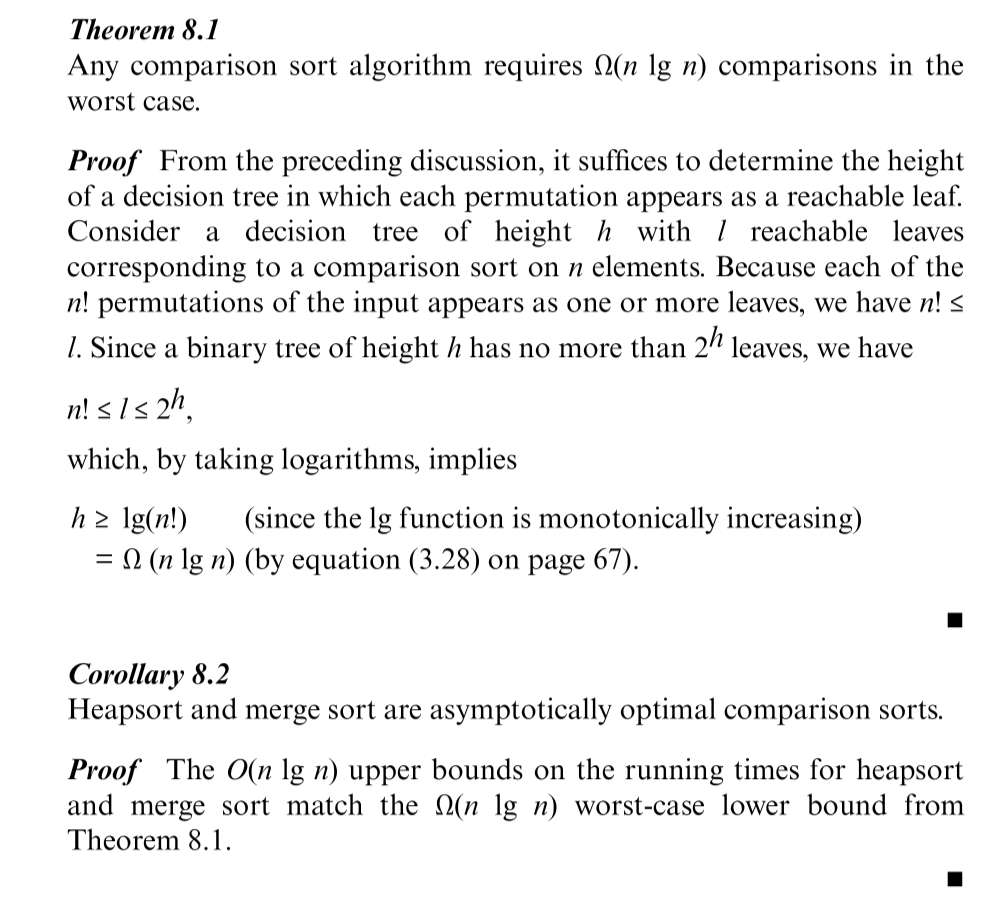 Theorem 8.1
Any comparison sort algorithm requires Ω(n lg n) comparisons in the
worst case.
Proof From the preceding discussion, it suffices to determine the height
of a decision tree in which each permutation appears as a reachable leaf.
Consider a decision tree of height h with l reachable leaves
corresponding to a comparison sort on n elements. Because each of the
n! permutations of the input appears as one or more leaves, we have n! ≤
l. Since a binary tree of height h has no more than 2^h leaves, we have
n! ≤ l ≤ 2^h,
which, by taking logarithms, implies
h ≥ lg(n!) (since the lg function is monotonically increasing)
= Ω (n lg n) (by equation (3.28) on page 67).
■
Corollary 8.2
Heapsort and merge sort are asymptotically optimal comparison sorts.
Proof The O(n lg n) upper bounds on the running times for heapsort
and merge sort match the Ω(n lg n) worst-case lower bound from
Theorem 8.1.
■